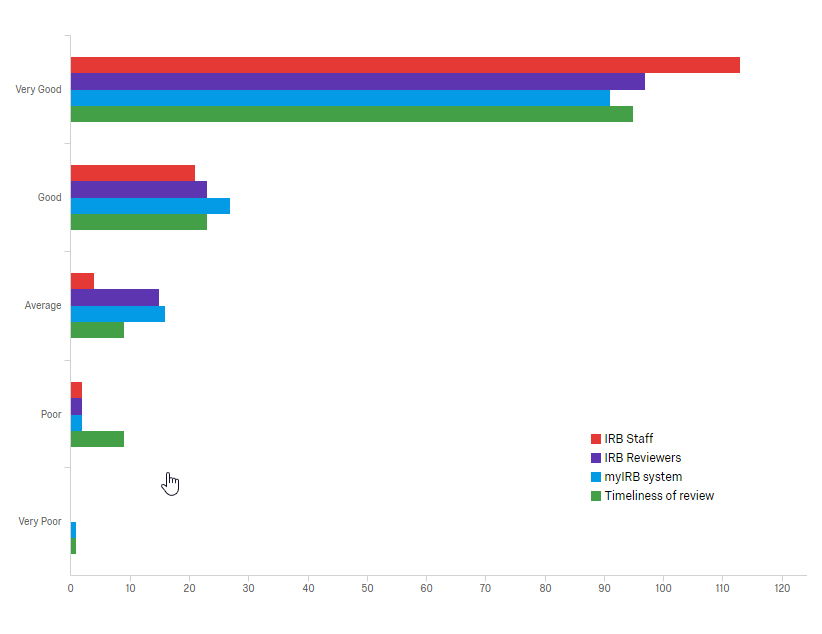 Very Good
Good
Average
Poor
Very Poor
IRB Staff
IRB Reviewers
myIRB system
Timeliness of review
0 10 20 30 40 50 60 70 80 90 100 110 120